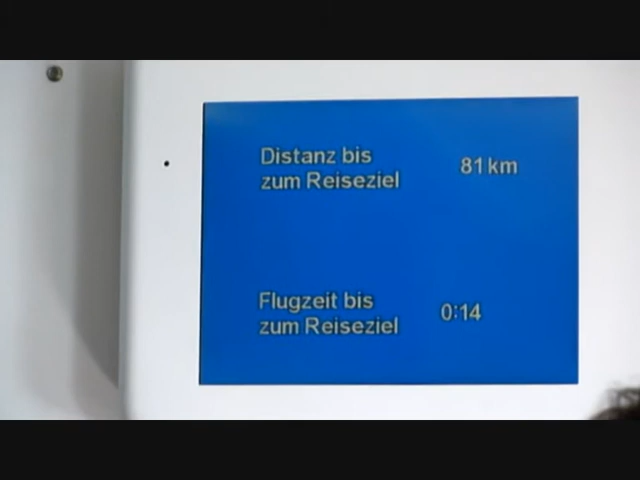 Distanz bis
zum Reiseziel
81 km
Flugzeit bis
zum Reiseziel
0:14